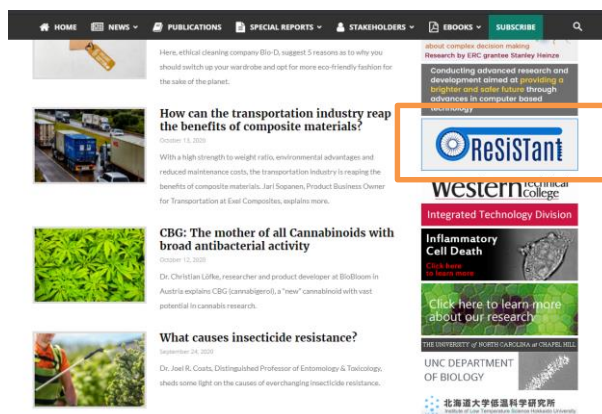 HOME
NEWS
PUBLICATIONS
SPECIAL REPORTS
STAKEHOLDERS
EBOOKS
SUBSCRIBE
Here, ethical cleaning company Bio-D, suggest 5 reasons as to why you
should switch up your wardrobe and opt for more eco-friendly fashion for
the sake of the planet.
How can the transportation industry reap
the benefits of composite materials?
October 13, 2020
With a high strength to weight ratio, environmental advantages and
reduced maintenance costs, the transportation industry is reaping the
benefits of composite materials. Jari Sopanen, Product Business Owner
for Transportation at Exel Composites, explains more.
CBG: The mother of all Cannabinoids with
broad antibacterial activity
October 12, 2020
Dr. Christian Löfke, researcher and product developer at BioBloom in
Austria explains CBG (cannabigerol), a "new" cannabinoid with vast
potential in cannabis research.
What causes insecticide resistance?
September 24, 2020
Dr. Joel R. Coats, Distinguished Professor of Entomology & Toxicology,
sheds some light on the causes of everchanging insecticide resistance.
about complex decision making
Research by ERC grantee Stanley Heinze
Conducting advanced research and
development aimed at providing a
brighter and safer future through
advances in computer based
technology
ReSiSTant
Western Technical
College
Integrated Technology Division
Inflammatory
Cell Death
Click here
to learn more
Click here to learn more
about our research
THE UNIVERSITY of NORTH CAROLINA at CHAPEL HILL
UNC DEPARTMENT
OF BIOLOGY
北海道大学低温科学研究所
Institute of Low Temperature Science Hokkaido University